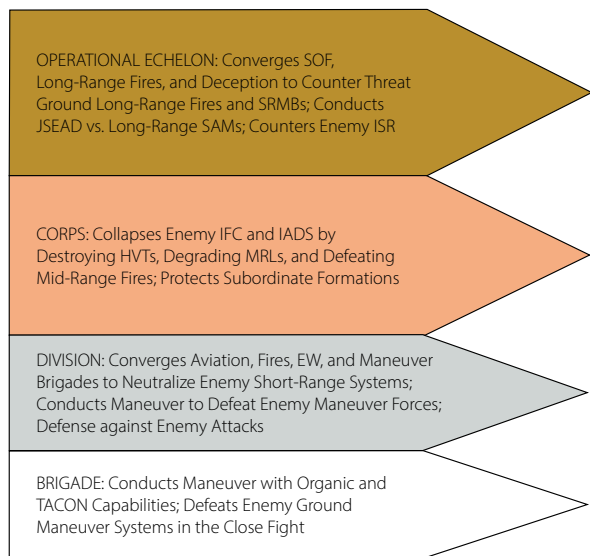 OPERATIONAL ECHELON: Converges SOF,
Long-Range Fires, and Deception to Counter Threat
Ground Long-Range Fires and SRMBs; Conducts
JSEAD vs. Long-Range SAMs; Counters Enemy ISR
CORPS: Collapses Enemy IFC and IADS by
Destroying HVTs, Degrading MRLs, and Defeating
Mid-Range Fires; Protects Subordinate Formations
DIVISION: Converges Aviation, Fires, EW, and Maneuver
Brigades to Neutralize Enemy Short-Range Systems;
Conducts Maneuver to Defeat Enemy Maneuver Forces;
Defense against Enemy Attacks
BRIGADE: Conducts Maneuver with Organic and
TACON Capabilities; Defeats Enemy Ground
Maneuver Systems in the Close Fight